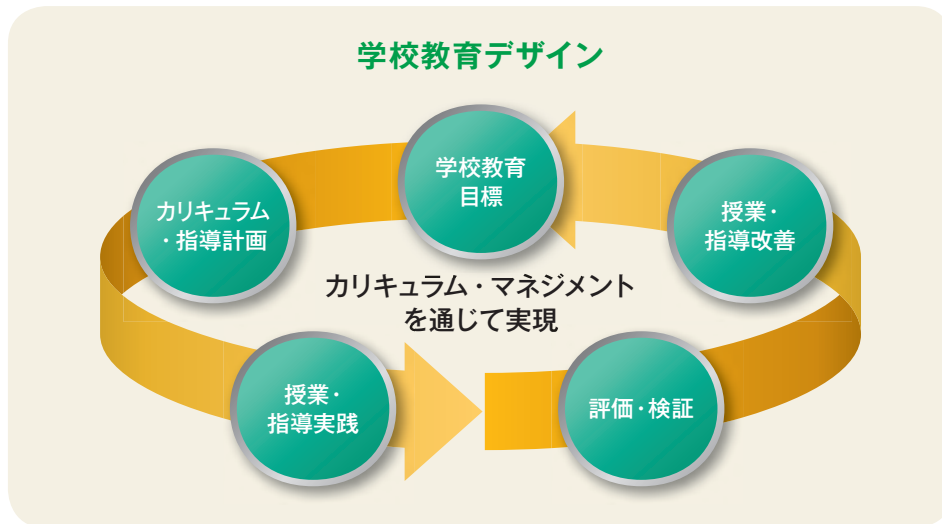 学校教育デザイン
学校教育
目標
カリキュラム
・指導計画
授業・
指導改善
カリキュラム・マネジメント
を通じて実現
授業・
指導実践
評価・検証